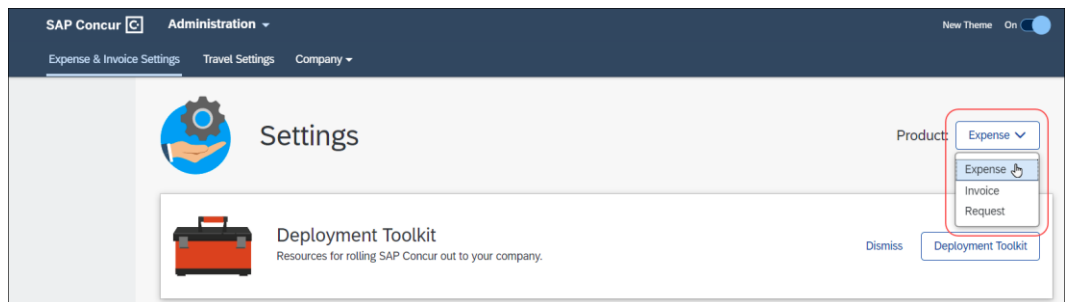 SAP Concur C Administration
New Theme On
Expense & Invoice Settings Travel Settings Company
Settings
Product: Expense
Expense
Invoice
Request
Deployment Toolkit
Resources for rolling SAP Concur out to your company.
Dismiss
Deployment Toolkit